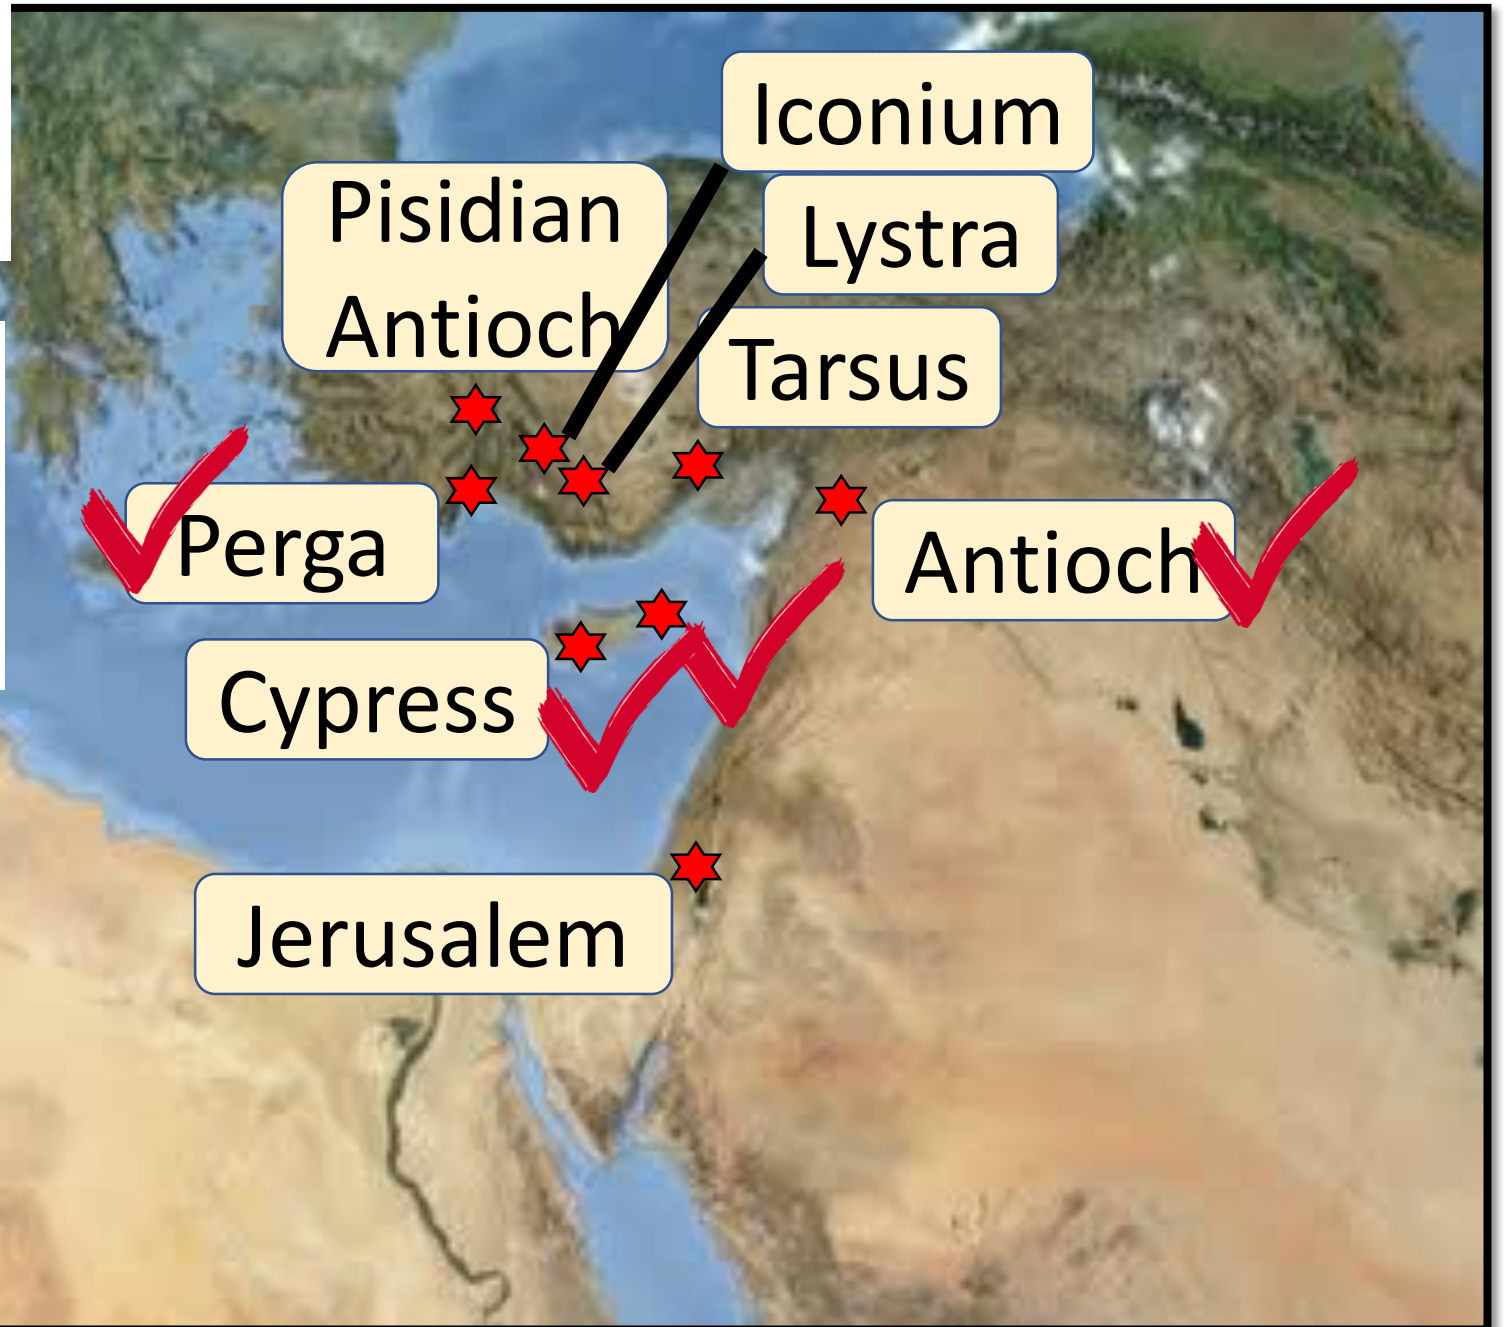 Iconium
Pisidian
Antioch
Lystra
Tarsus
Perga
Antioch
Cypress
Jerusalem